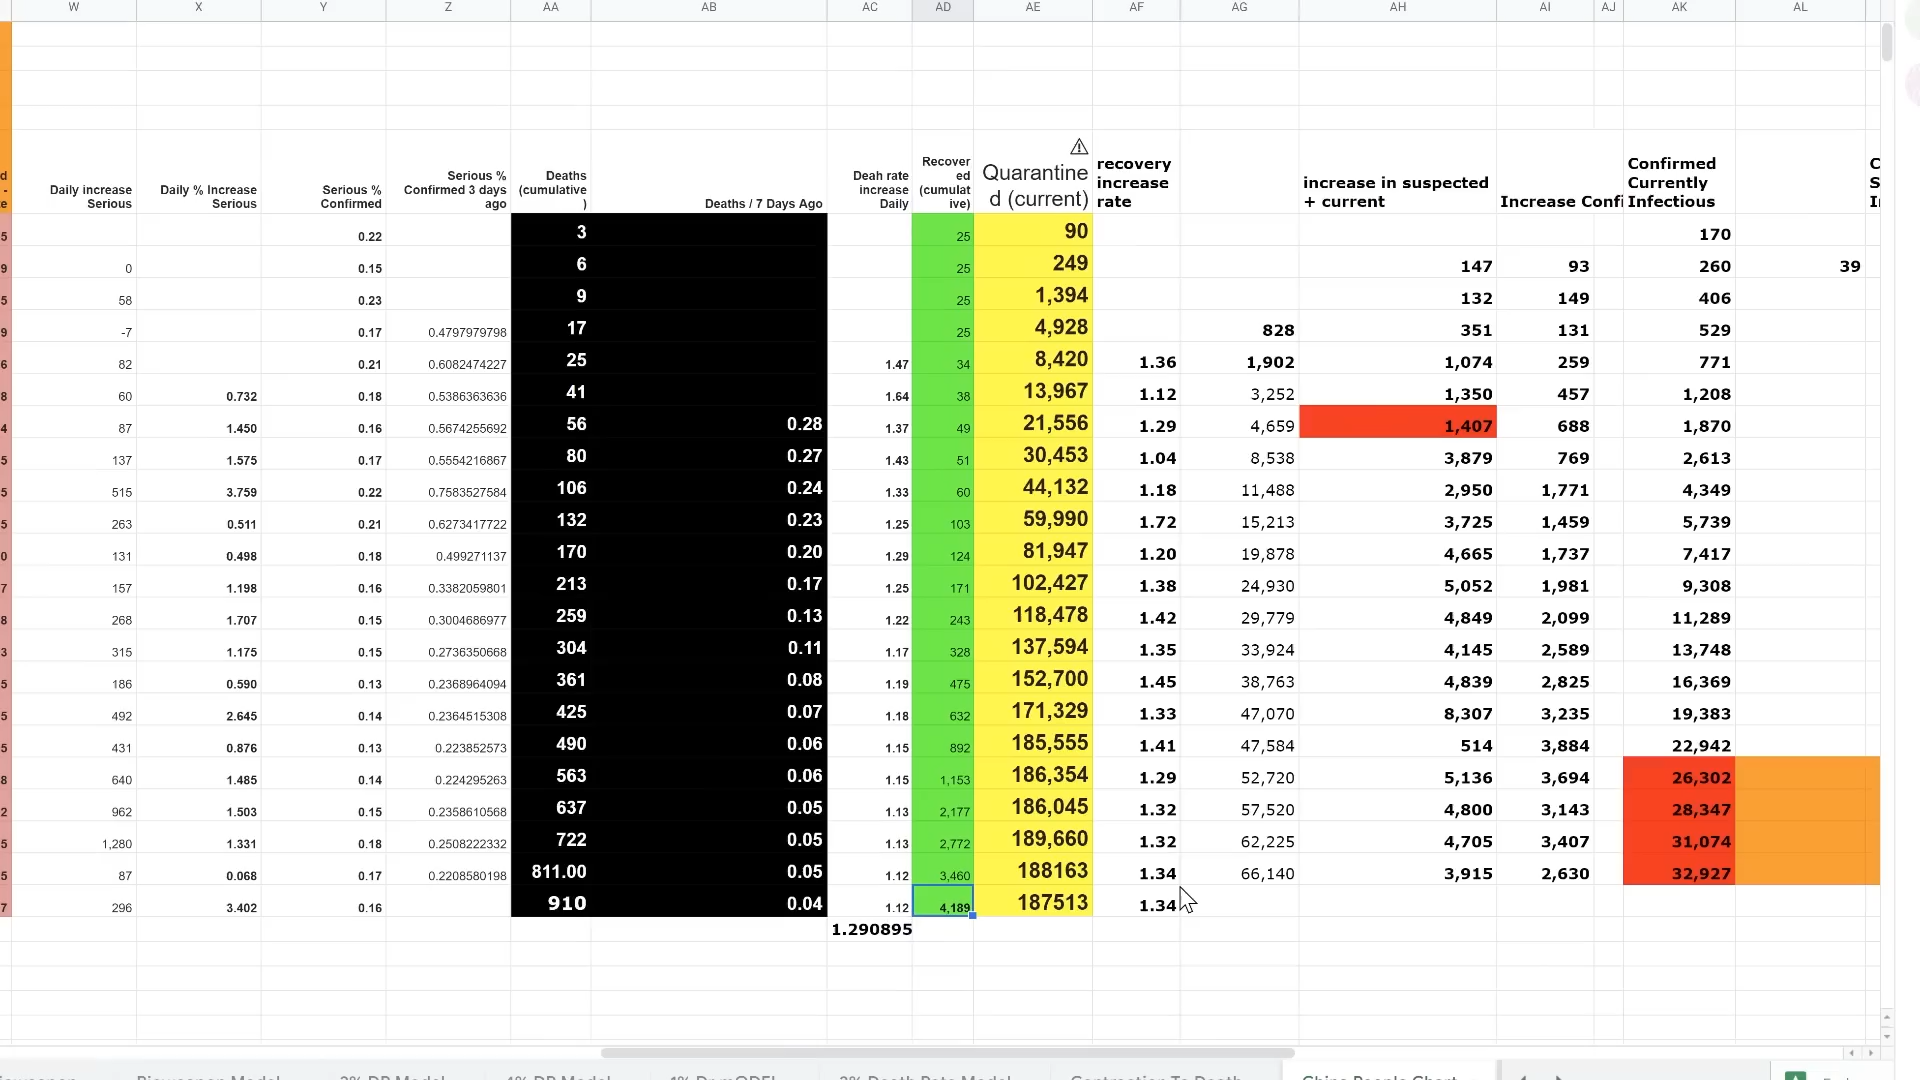 W X Y Z AA AB AC AD AE AF AG AH AI AJ AK AL
d - te
Daily increase Serious
Daily % Increase Serious
Serious % Confirmed
Serious % Confirmed 3 days ago
Deaths (cumulative )
Deaths / 7 Days Ago
Deah rate increase Daily
Recover ed (cumulat ive)
Quarantine d (current)
recovery increase rate
increase in suspected + current
Increase Confi
Confirmed Currently Infectious
5 0.22 3 25 90 170
9 0 0.15 6 25 249 147 93 260 39
5 58 0.23 9 25 1,394 132 149 406
9 -7 0.17 0.4797979798 17 25 4,928 828 351 131 529
6 82 0.21 0.6082474227 25 1.47 34 8,420 1.36 1,902 1,074 259 771
8 60 0.732 0.18 0.5386363636 41 1.64 38 13,967 1.12 3,252 1,350 457 1,208
4 87 1.450 0.16 0.5674255692 56 0.28 1.37 49 21,556 1.29 4,659 1,407 688 1,870
5 137 1.575 0.17 0.5554216867 80 0.27 1.43 51 30,453 1.04 8,538 3,879 769 2,613
5 515 3.759 0.22 0.7583527584 106 0.24 1.33 60 44,132 1.18 11,488 2,950 1,771 4,349
5 263 0.511 0.21 0.6273417722 132 0.23 1.25 103 59,990 1.72 15,213 3,725 1,459 5,739
0 131 0.498 0.18 0.499271137 170 0.20 1.29 124 81,947 1.20 19,878 4,665 1,737 7,417
7 157 1.198 0.16 0.3382059801 213 0.17 1.25 171 102,427 1.38 24,930 5,052 1,981 9,308
8 268 1.707 0.15 0.3004686977 259 0.13 1.22 243 118,478 1.42 29,779 4,849 2,099 11,289
3 315 1.175 0.15 0.2736350668 304 0.11 1.17 328 137,594 1.35 33,924 4,145 2,589 13,748
5 186 0.590 0.13 0.2368964094 361 0.08 1.19 475 152,700 1.45 38,763 4,839 2,825 16,369
5 492 2.645 0.14 0.2364515308 425 0.07 1.18 632 171,329 1.33 47,070 8,307 3,235 19,383
5 431 0.876 0.13 0.223852573 490 0.06 1.15 892 185,555 1.41 47,584 514 3,884 22,942
8 640 1.485 0.14 0.224295263 563 0.06 1.15 1,153 186,354 1.29 52,720 5,136 3,694 26,302
2 962 1.503 0.15 0.2358610568 637 0.05 1.13 2,177 186,045 1.32 57,520 4,800 3,143 28,347
5 1,280 1.331 0.18 0.2508222332 722 0.05 1.13 2,772 189,660 1.32 62,225 4,705 3,407 31,074
5 87 0.068 0.17 0.2208580198 811.00 0.05 1.12 3,460 188163 1.34 66,140 3,915 2,630 32,927
7 296 3.402 0.16 910 0.04 1.12 4,189 187513 1.34
1.290895